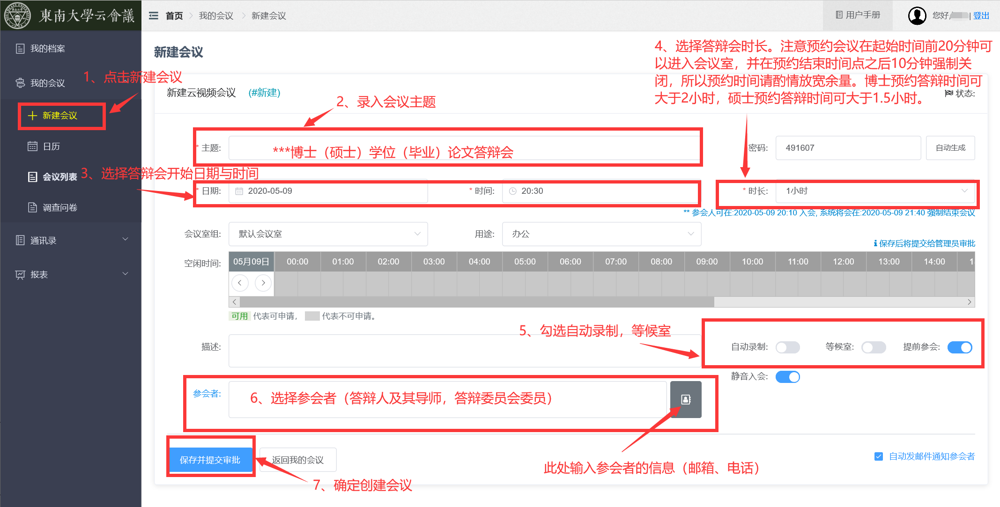 東南大學云會議
首页 > 我的会议 > 新建会议
用户手册
您好,
| 登出
我的档案
我的会议
新建会议
日历
会议列表
调查问卷
通讯录
报表
1、点击新建会议
新建会议
4、选择答辩会时长。注意预约会议在起始时间前20分钟可
以进入会议室，并在预约结束时间点之后10分钟强制关
闭，所以预约时间请酌情放宽余量。博士预约答辩时间可
大于2小时，硕士预约答辩时间可大于1.5小时。
新建云视频会议 (#新建)
状态:
2、录入会议主题
* 主题:
***博士（硕士）学位（毕业）论文答辩会
密码: 491607 自动生成
3、选择答辩会开始日期与时间
* 日期: 2020-05-09
* 时间: 20:30
* 时长: 1小时
** 参会人可在:2020-05-09 20:10 入会, 系统将会在:2020-05-09 21:40 强制结束会议
会议室组: 默认会议室
用途: 办公
保存后将提交给管理员审批
空闲时间: 05月09日 00:00 01:00 02:00 03:00 04:00 05:00 06:00 07:00 08:00 09:00 10:00 11:00 12:00 13:00 14:00
可用 代表可申请， 代表不可申请。
5、勾选自动录制，等候室
描述:
自动录制: 等候室: 提前参会:
静音入会:
参会者:
6、选择参会者（答辩人及其导师，答辩委员会委员）
此处输入参会者的信息（邮箱、电话）
保存并提交审批 返回我的会议
自动发邮件通知参会者
7、确定创建会议